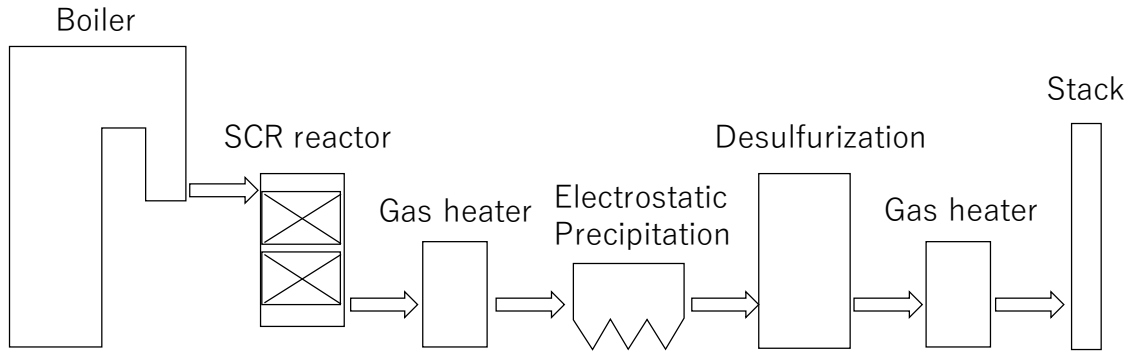 Boiler
SCR reactor
Gas heater
Electrostatic
Precipitation
Desulfurization
Gas heater
Stack